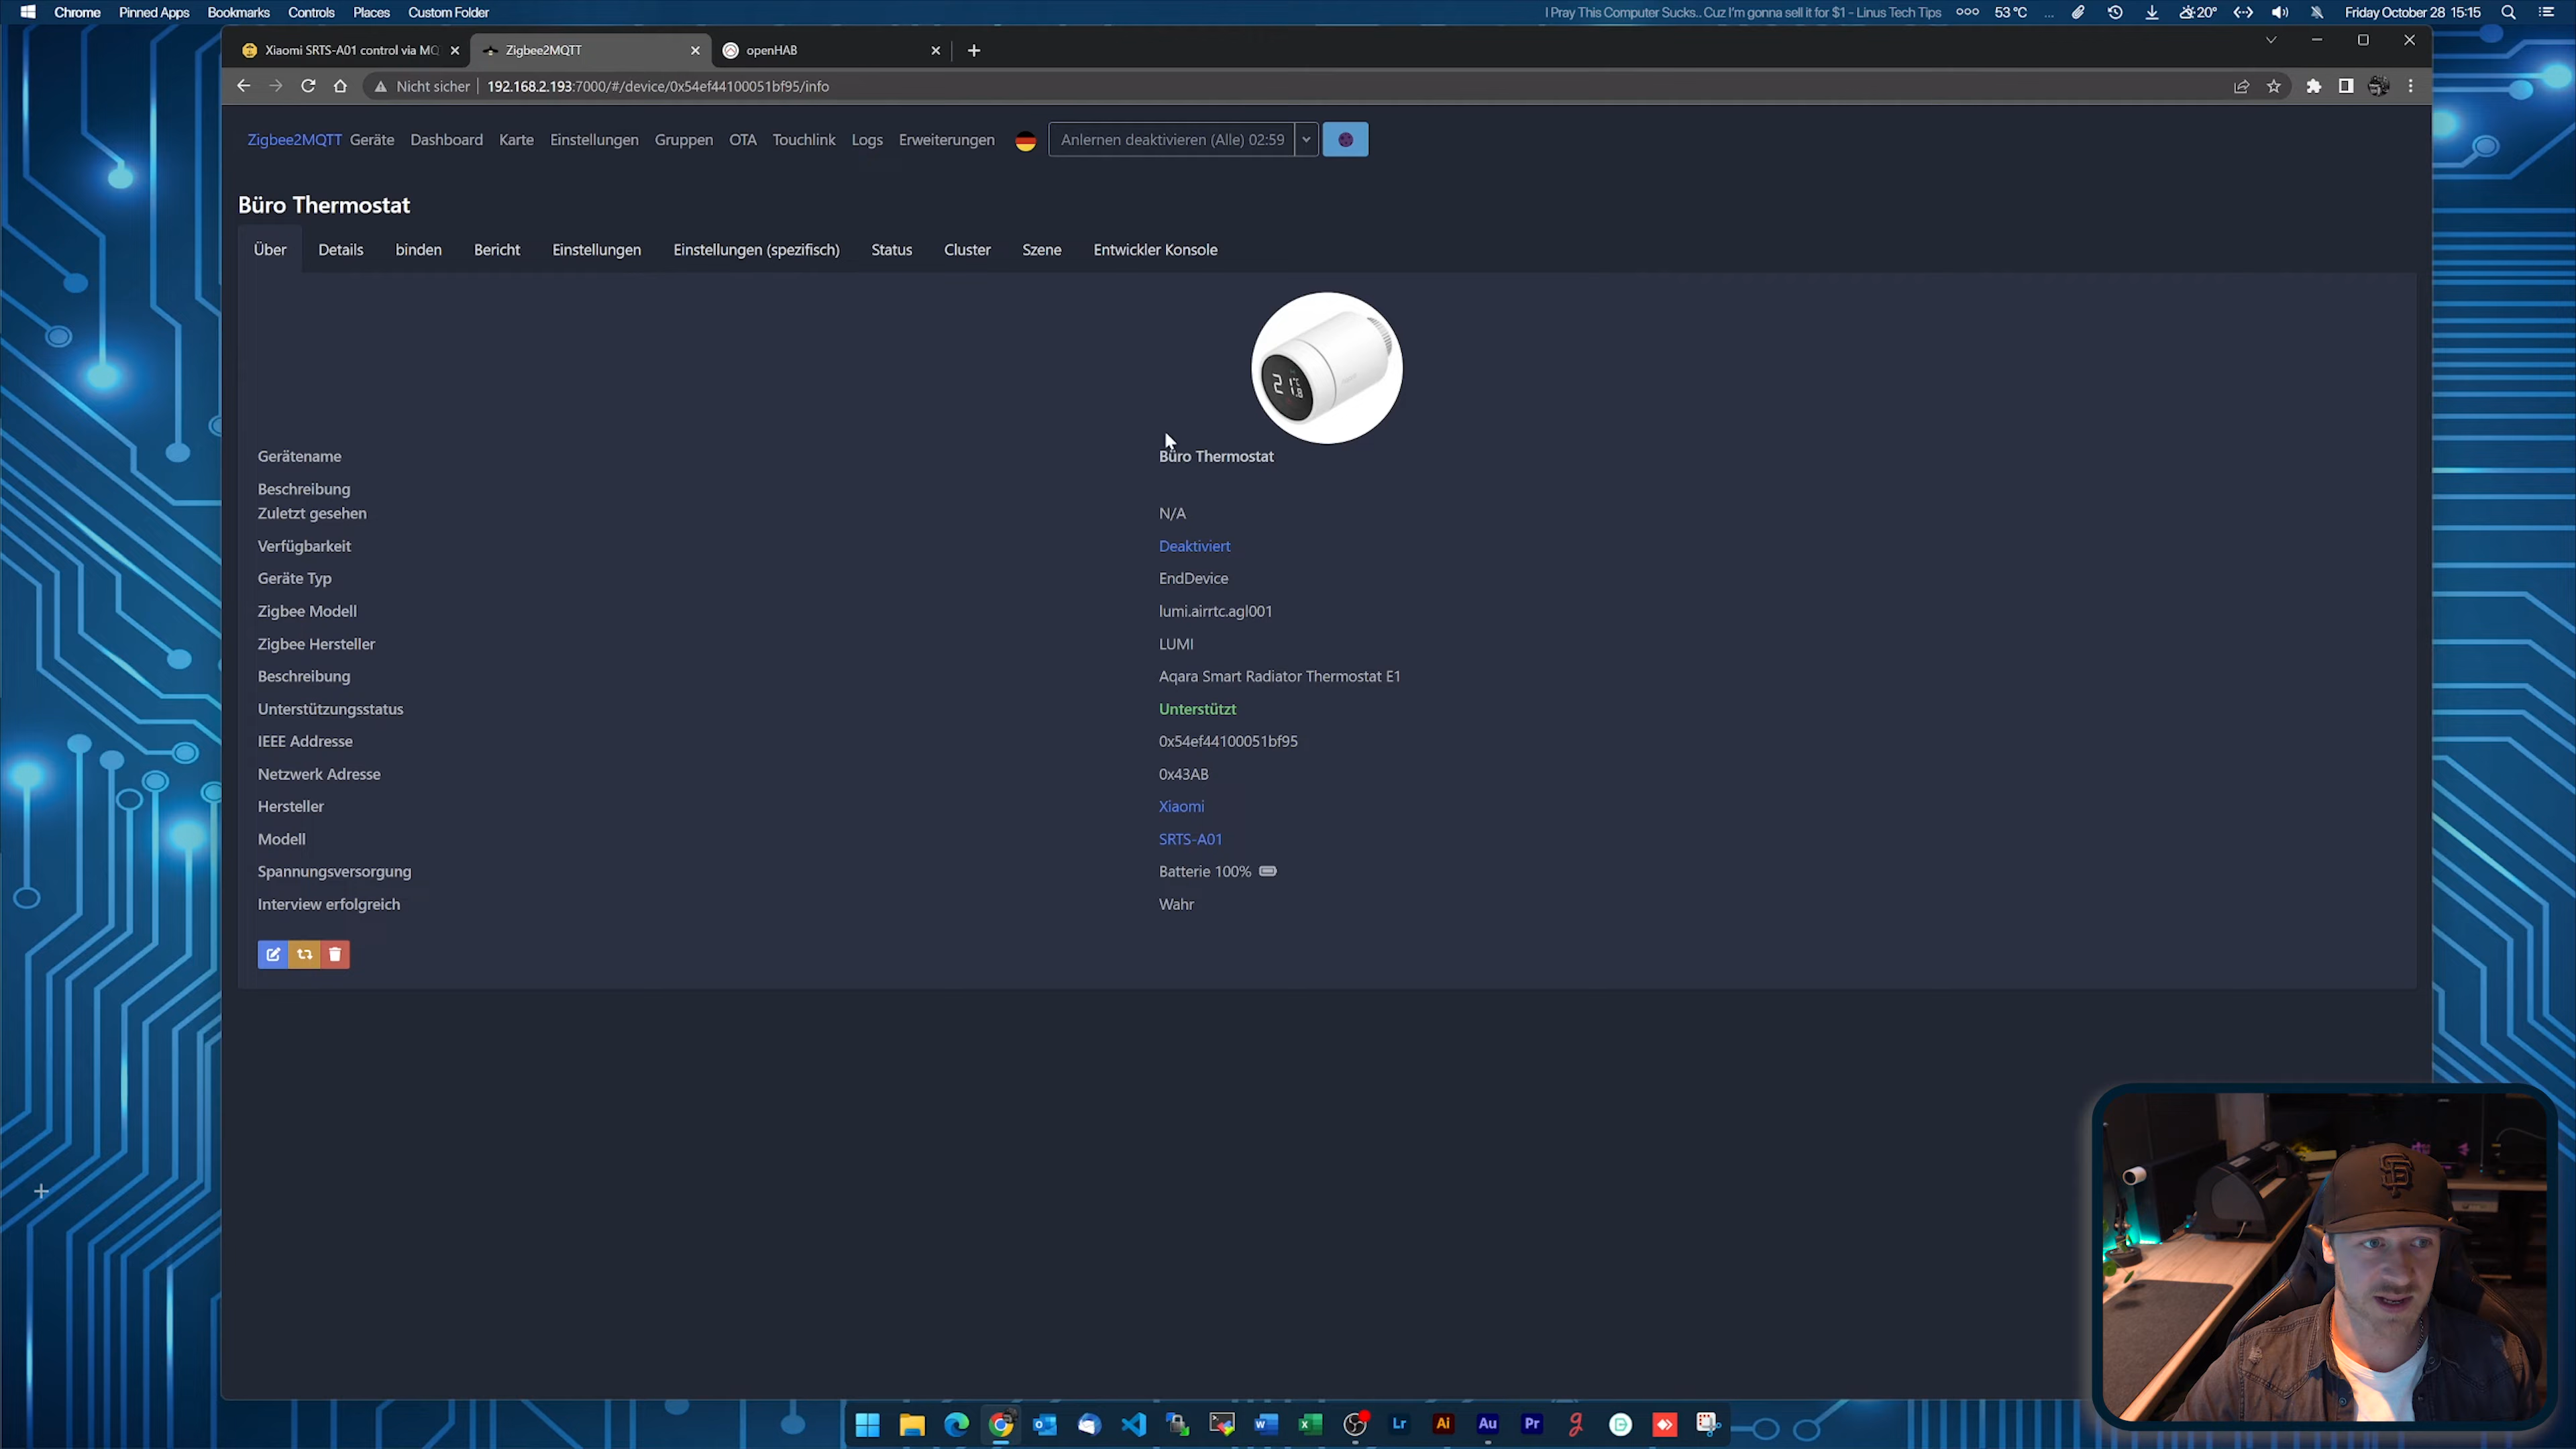 Chrome Pinned Apps Bookmarks Controls Places Custom Folder
I Pray This Computer Sucks.. Cuz I'm gonna sell it for $1 - Linus Tech Tips 53 °C ... 20° Friday October 28 15:15
Xiaomi SRTS-A01 control via MQ Zigbee2MQTT openHAB
Nicht sicher 192.168.2.193:7000/#/device/0x54ef44100051bf95/info
Zigbee2MQTT Geräte Dashboard Karte Einstellungen Gruppen OTA Touchlink Logs Erweiterungen Anlernen deaktivieren (Alle) 02:59
Büro Thermostat
Über Details binden Bericht Einstellungen Einstellungen (spezifisch) Status Cluster Szene Entwickler Konsole
Gerätename Büro Thermostat
Beschreibung
Zuletzt gesehen N/A
Verfügbarkeit Deaktiviert
Geräte Typ EndDevice
Zigbee Modell lumi.airrtc.agl001
Zigbee Hersteller LUMI
Beschreibung Aqara Smart Radiator Thermostat E1
Unterstützungsstatus Unterstützt
IEEE Addresse 0x54ef44100051bf95
Netzwerk Adresse 0x43AB
Hersteller Xiaomi
Modell SRTS-A01
Spannungsversorgung Batterie 100%
Interview erfolgreich Wahr
Lr Ai Au Pr